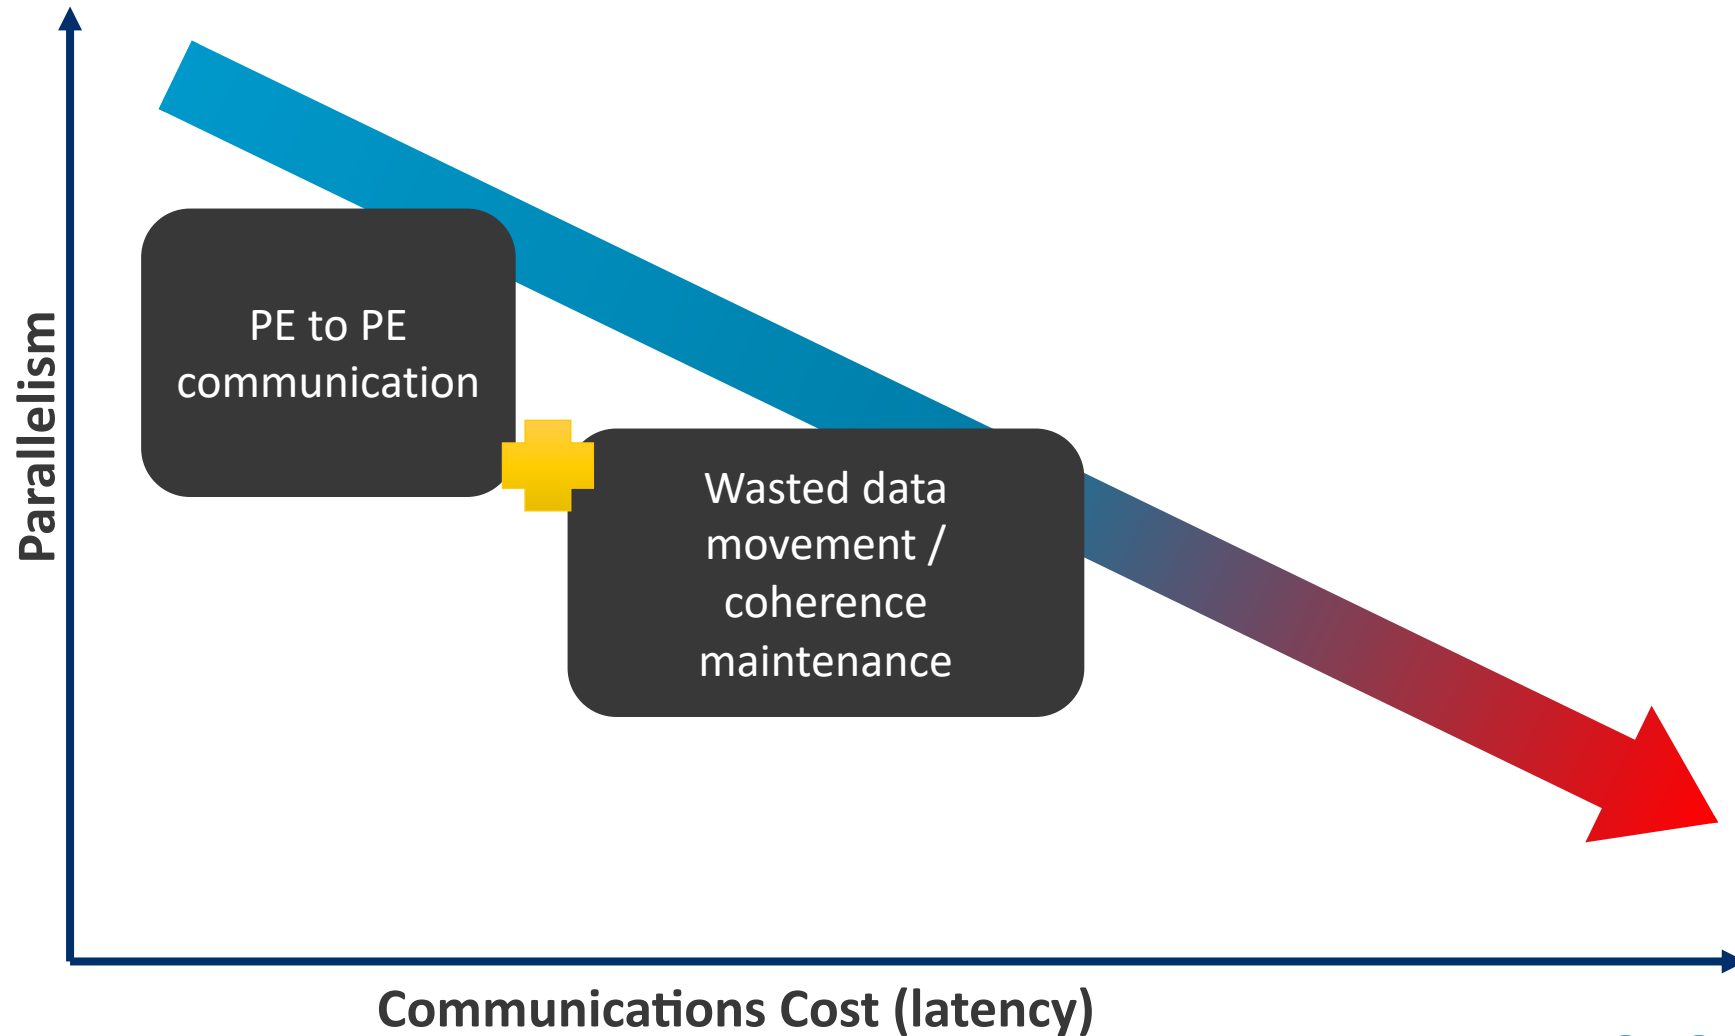 Parallelism
PE to PE
communication
Wasted data
movement /
coherence
maintenance
Communications Cost (latency)